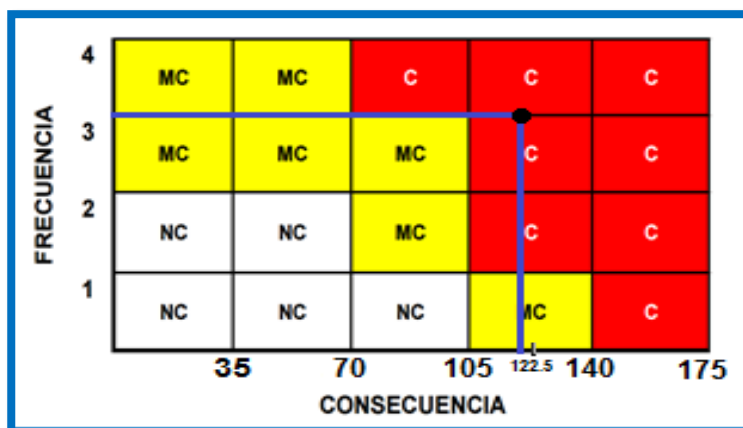 4
MC MC C C C
3
MC MC MC C C
2
NC NC MC C C
1
NC NC NC MC C
FRECUENCIA
35 70 105 122.5 140 175
CONSECUENCIA